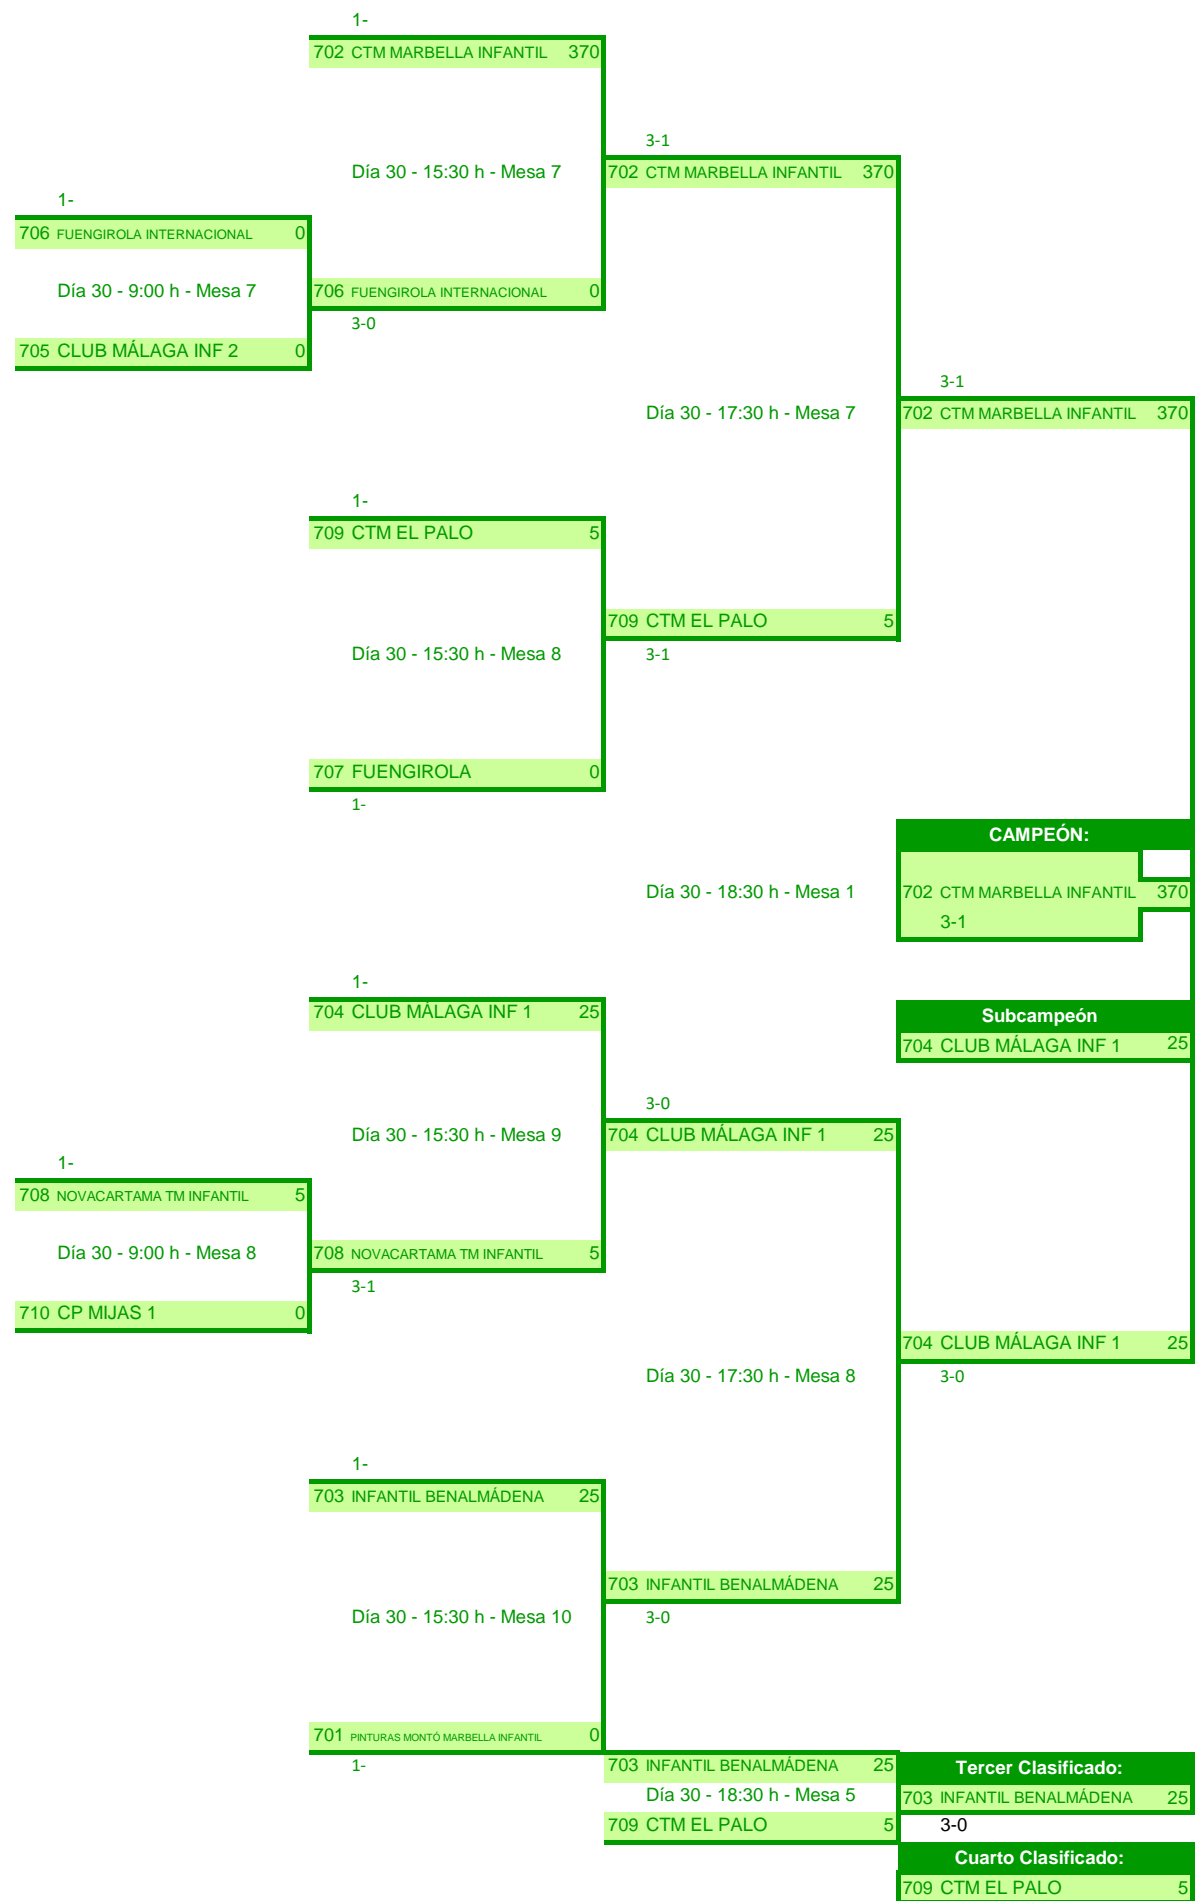 1-
702 CTM MARBELLA INFANTIL 370
3-1
Día 30 - 15:30 h - Mesa 7
702 CTM MARBELLA INFANTIL 370
1-
706 FUENGIROLA INTERNACIONAL 0
Día 30 - 9:00 h - Mesa 7
706 FUENGIROLA INTERNACIONAL 0
3-0
705 CLUB MÁLAGA INF 2 0
3-1
Día 30 - 17:30 h - Mesa 7
702 CTM MARBELLA INFANTIL 370
1-
709 CTM EL PALO 5
709 CTM EL PALO 5
Día 30 - 15:30 h - Mesa 8
3-1
707 FUENGIROLA 0
1-
CAMPEÓN:
Día 30 - 18:30 h - Mesa 1
702 CTM MARBELLA INFANTIL 370
3-1
1-
704 CLUB MÁLAGA INF 1 25
Subcampeón
704 CLUB MÁLAGA INF 1 25
3-0
Día 30 - 15:30 h - Mesa 9
704 CLUB MÁLAGA INF 1 25
1-
708 NOVACARTAMA TM INFANTIL 5
Día 30 - 9:00 h - Mesa 8
708 NOVACARTAMA TM INFANTIL 5
3-1
710 CP MIJAS 1 0
704 CLUB MÁLAGA INF 1 25
Día 30 - 17:30 h - Mesa 8
3-0
1-
703 INFANTIL BENALMÁDENA 25
703 INFANTIL BENALMÁDENA 25
Día 30 - 15:30 h - Mesa 10
3-0
701 PINTURAS MONTÓ MARBELLA INFANTIL 0
1-
703 INFANTIL BENALMÁDENA 25
Tercer Clasificado:
Día 30 - 18:30 h - Mesa 5
703 INFANTIL BENALMÁDENA 25
709 CTM EL PALO 5
3-0
Cuarto Clasificado:
709 CTM EL PALO 5